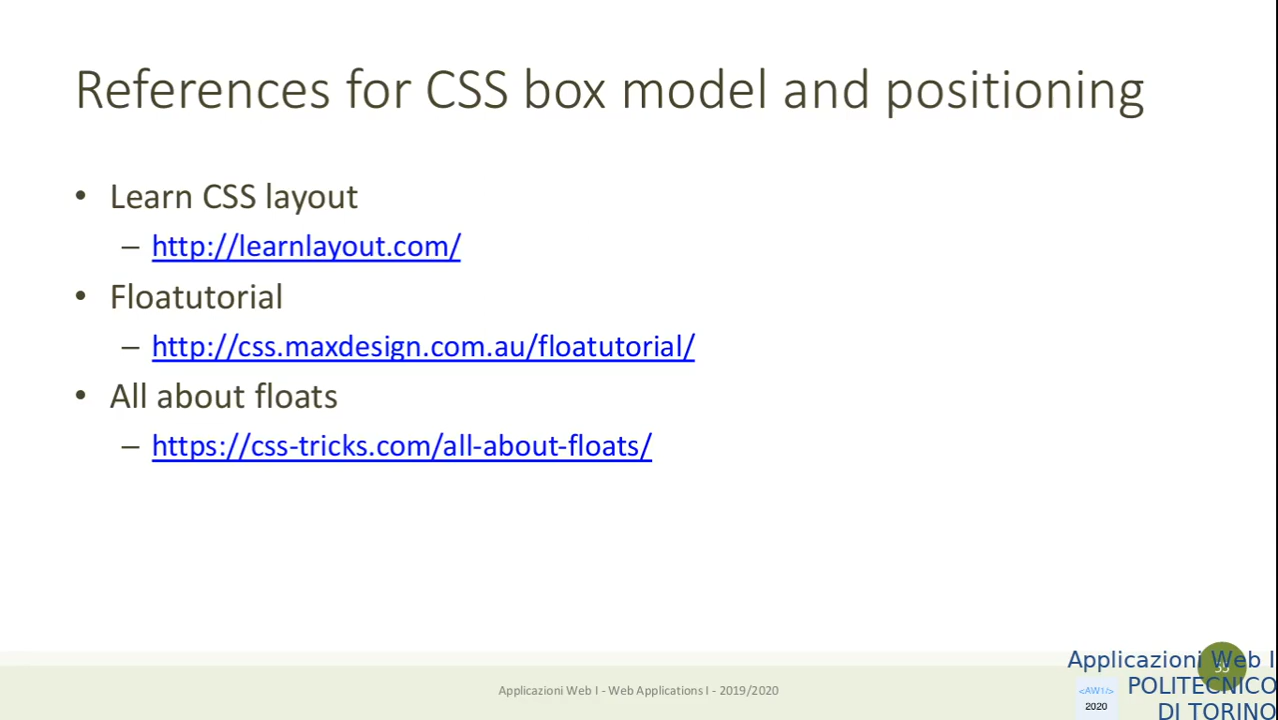 References for CSS box model and positioning
• Learn CSS layout
– http://learnlayout.com/
• Floatutorial
– http://css.maxdesign.com.au/floatutorial/
• All about floats
– https://css-tricks.com/all-about-floats/
Applicazioni Web I - Web Applications I - 2019/2020
Applicazioni Web I
<AW1/>
2020
POLITECNICO
DI TORINO